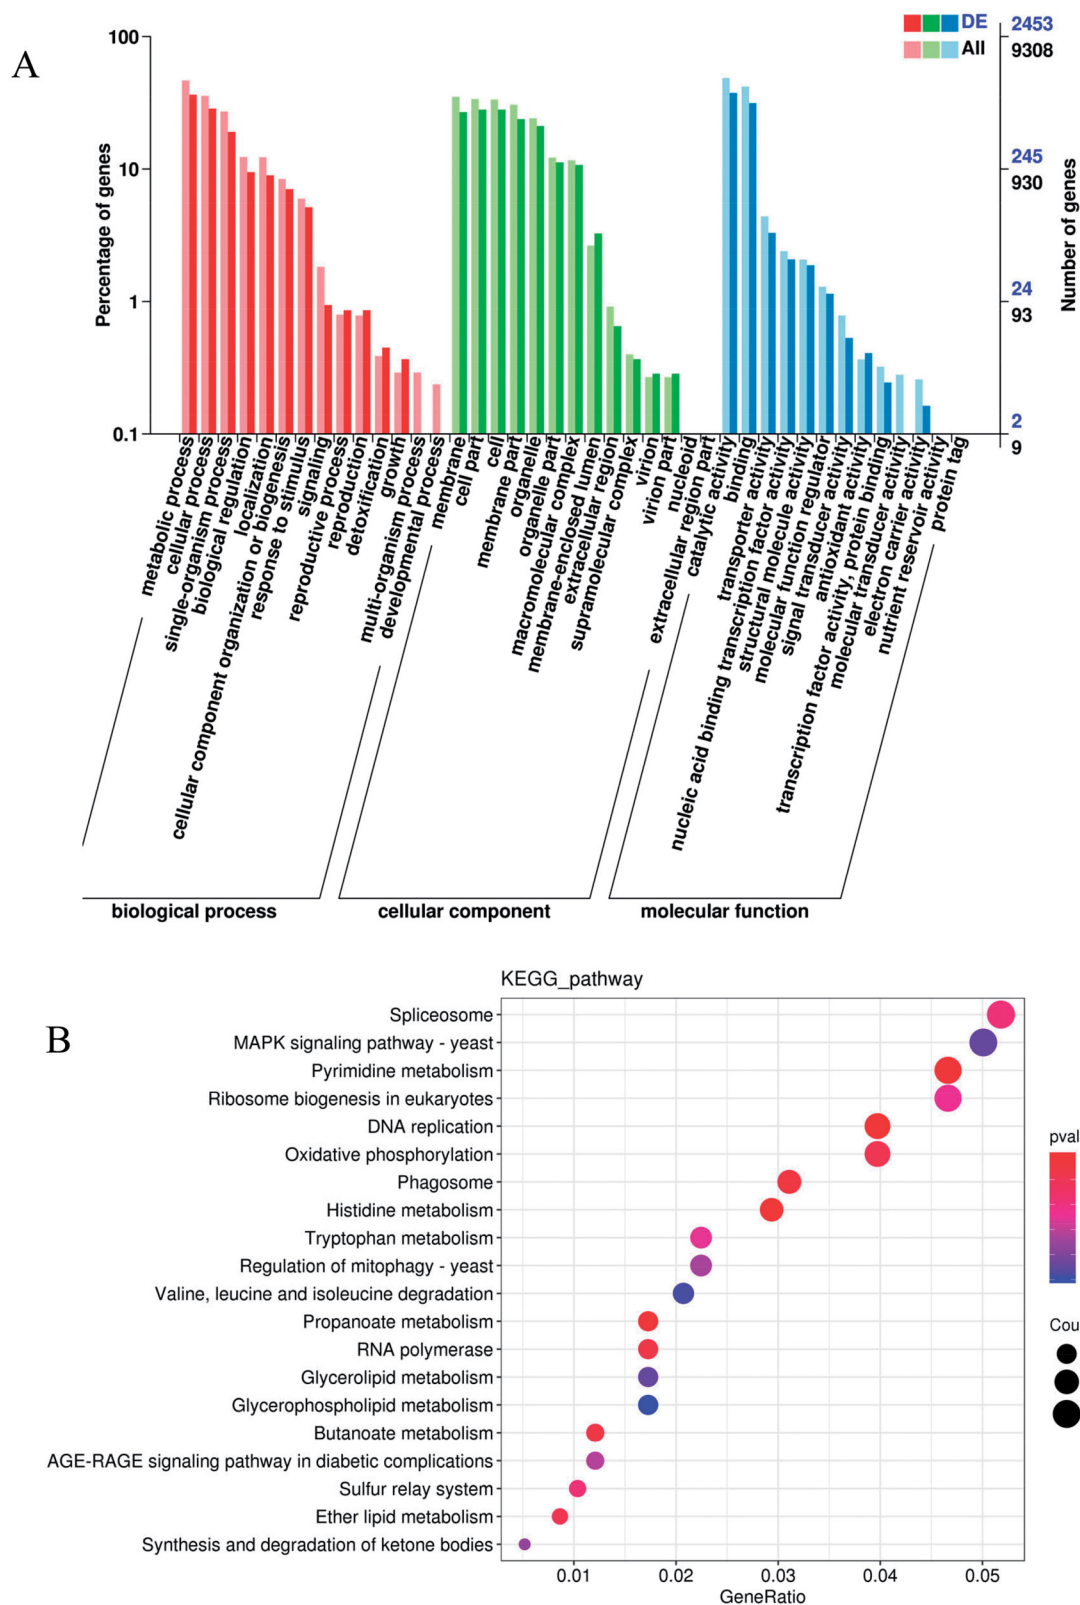 A
DE 2453
All 9308
100
10
1
0.1
Percentage of genes
245
930
24
93
2
9
Number of genes
metabolic process
cellular process
single-organism process
biological regulation
localization
cellular component organization or biogenesis
response to stimulus
signaling
reproductive process
reproduction
detoxification
growth
multi-organism process
developmental process
membrane
cell part
cell
membrane part
organelle
organelle part
macromolecular complex
membrane-enclosed lumen
extracellular region
supramolecular complex
virion
virion part
nucleoid
extracellular region part
catalytic activity
binding
transporter activity
nucleic acid binding transcription factor activity
structural molecule activity
molecular function regulator
signal transducer activity
antioxidant activity
transcription factor activity, protein binding
molecular transducer activity
electron carrier activity
nutrient reservoir activity
protein tag
biological process
cellular component
molecular function
B
KEGG_pathway
Spliceosome
MAPK signaling pathway - yeast
Pyrimidine metabolism
Ribosome biogenesis in eukaryotes
DNA replication
Oxidative phosphorylation
Phagosome
Histidine metabolism
Tryptophan metabolism
Regulation of mitophagy - yeast
Valine, leucine and isoleucine degradation
Propanoate metabolism
RNA polymerase
Glycerolipid metabolism
Glycerophospholipid metabolism
Butanoate metabolism
AGE-RAGE signaling pathway in diabetic complications
Sulfur relay system
Ether lipid metabolism
Synthesis and degradation of ketone bodies
0.01 0.02 0.03 0.04 0.05
GeneRatio
pval
Cou